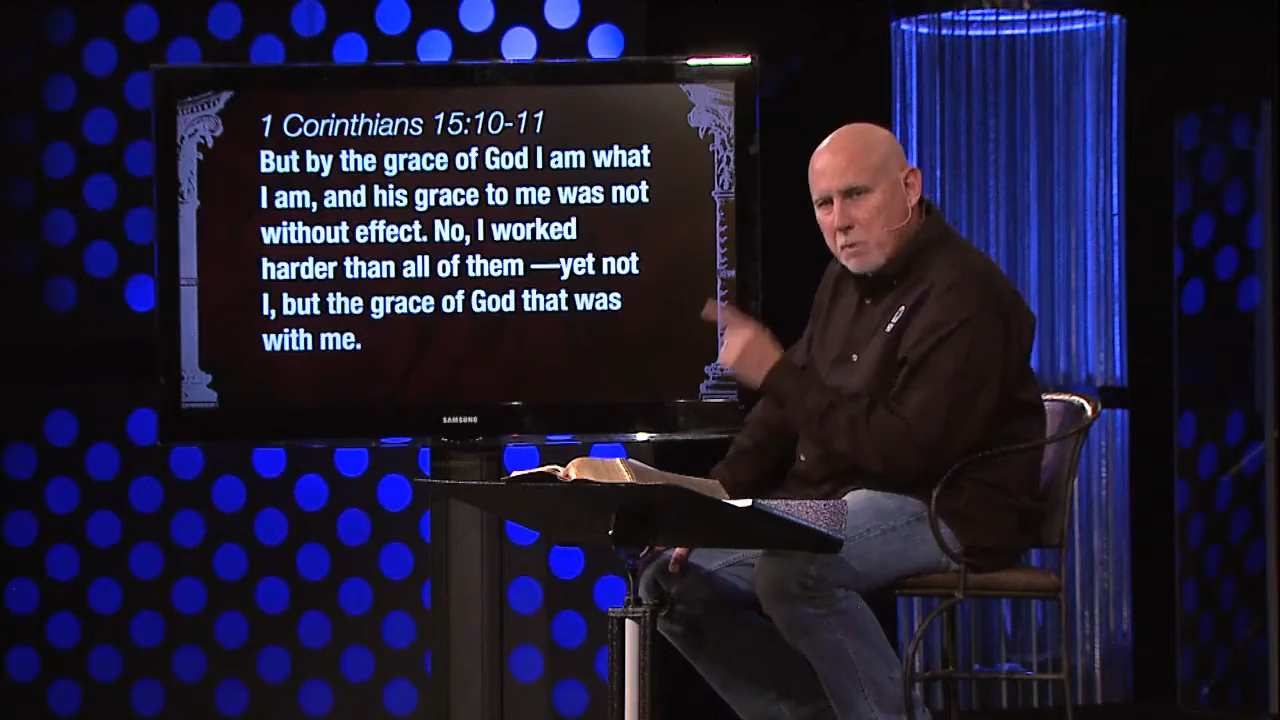 1 Corinthians 15:10-11
But by the grace of God I am what
I am, and his grace to me was not
without effect. No, I worked
harder than all of them —yet not
I, but the grace of God that was
with me.
SAMSUNG